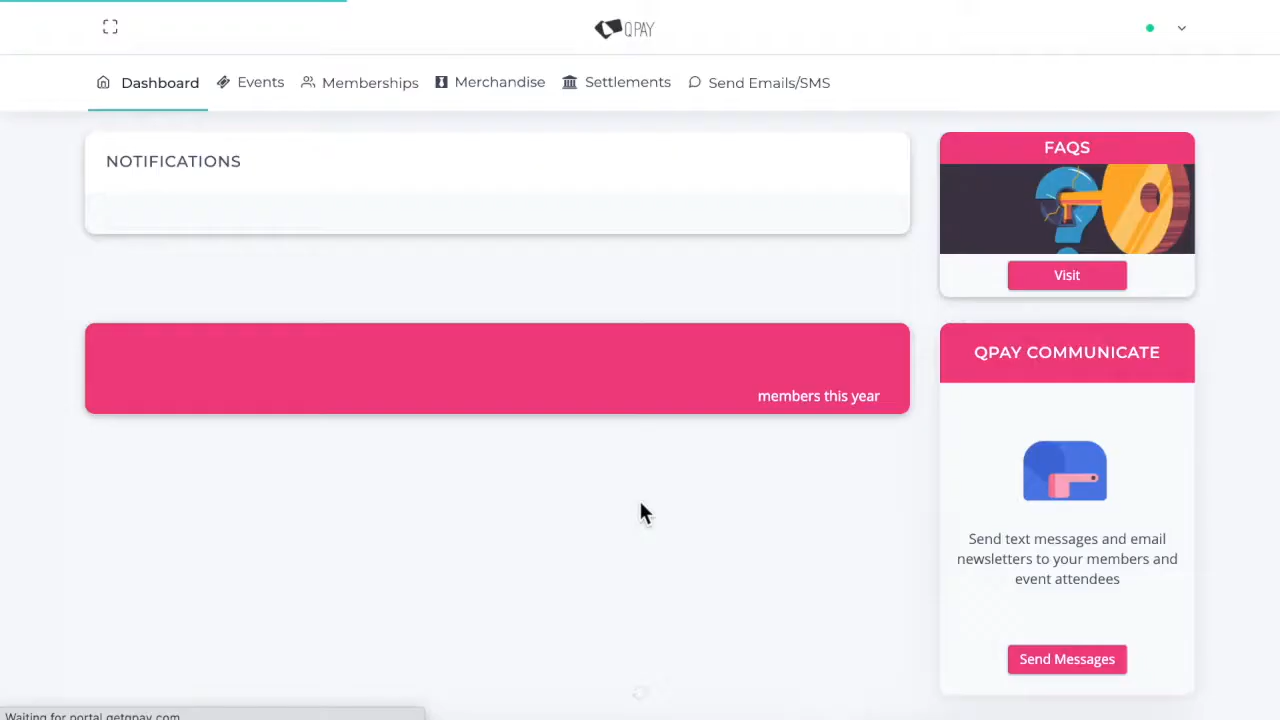 QPAY
Dashboard
Events
Memberships
Merchandise
Settlements
Send Emails/SMS
NOTIFICATIONS
FAQS
Visit
members this year
QPAY COMMUNICATE
Send text messages and email
newsletters to your members and
event attendees
Send Messages
Waiting for portal.getqpay.com